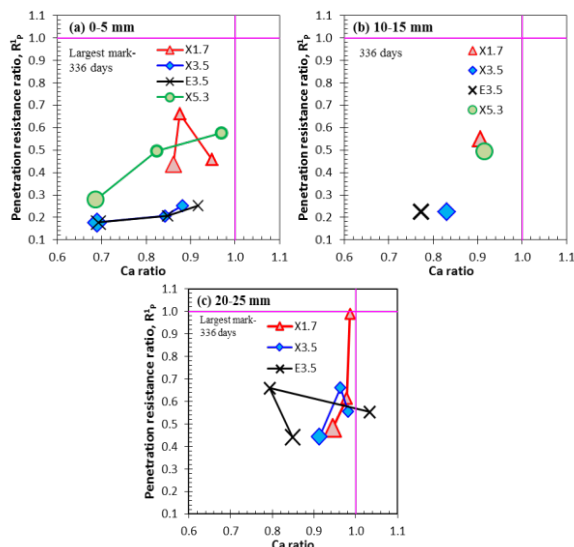 (a) 0-5 mm
Largest mark-
336 days
X1.7
X3.5
E3.5
X5.3
Penetration resistance ratio, R¹p
1.1
1.0
0.9
0.8
0.7
0.6
0.5
0.4
0.3
0.2
0.1
0.6 0.7 0.8 0.9 1.0 1.1
Ca ratio
(b) 10-15 mm
336 days
X1.7
X3.5
E3.5
X5.3
Penetration resistance ratio, R¹p
1.1
1.0
0.9
0.8
0.7
0.6
0.5
0.4
0.3
0.2
0.1
0.6 0.7 0.8 0.9 1.0 1.1
Ca ratio
(c) 20-25 mm
Largest mark-
336 days
X1.7
X3.5
E3.5
Penetration resistance ratio, R¹p
1.1
1.0
0.9
0.8
0.7
0.6
0.5
0.4
0.3
0.2
0.1
0.6 0.7 0.8 0.9 1.0 1.1
Ca ratio